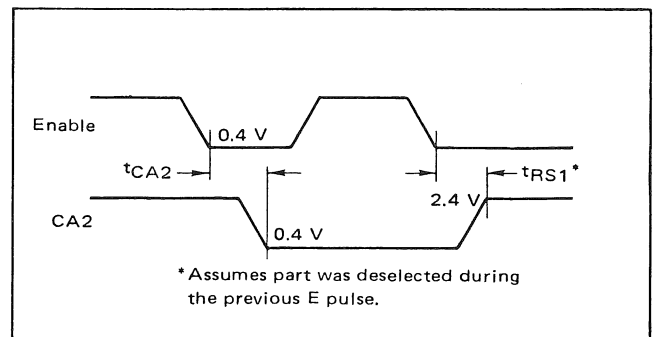 Enable
0.4 V
tCA2
tRS1*
2.4 V
CA2
0.4 V
*Assumes part was deselected during
the previous E pulse.